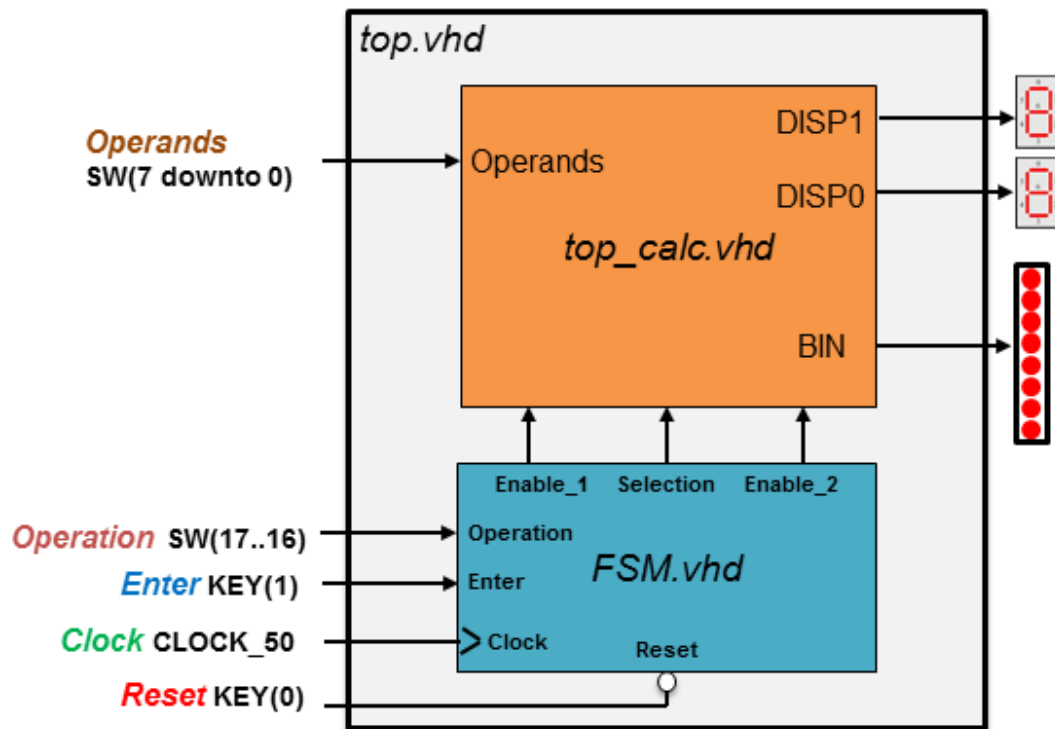 top.vhd
Operands
SW(7 downto 0)
Operands
DISP1
DISP0
top_calc.vhd
BIN
Enable_1 Selection Enable_2
Operation SW(17..16)
Operation
Enter KEY(1)
Enter
FSM.vhd
Clock CLOCK_50
Clock
Reset
Reset KEY(0)